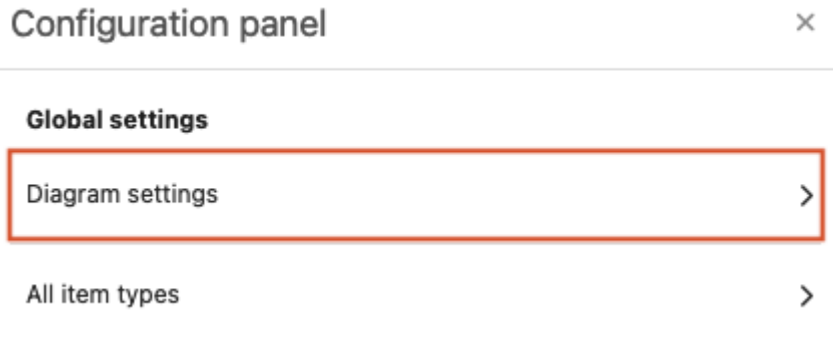 Configuration panel
Global settings
Diagram settings
All item types